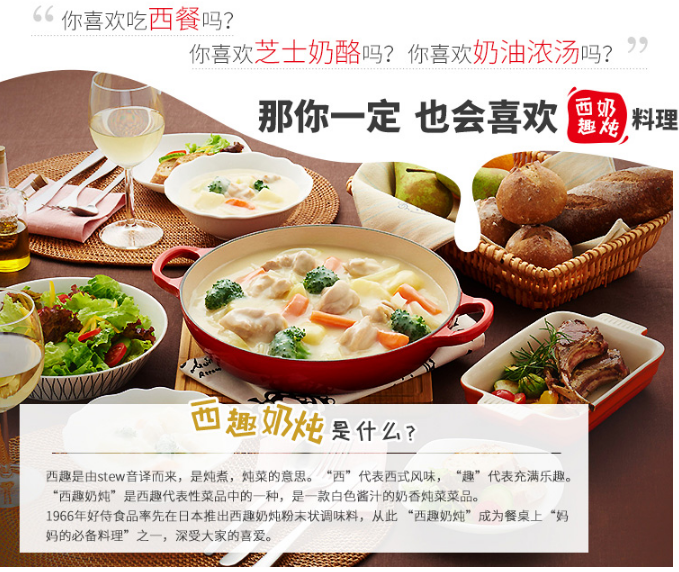 “你喜欢吃西餐吗?
你喜欢芝士奶酪吗? 你喜欢奶油浓汤吗?”
那你一定 也会喜欢 西趣奶炖 料理
西趣奶炖是什么?
西趣是由stew音译而来，是炖煮，炖菜的意思。“西”代表西式风味，“趣”代表充满乐趣。
“西趣奶炖”是西趣代表性菜品中的一种，是一款白色酱汁的奶香炖菜菜品。
1966年好侍食品率先在日本推出西趣奶炖粉末状调味料，从此 “西趣奶炖”成为餐桌上“妈
妈的必备料理”之一，深受大家的喜爱。